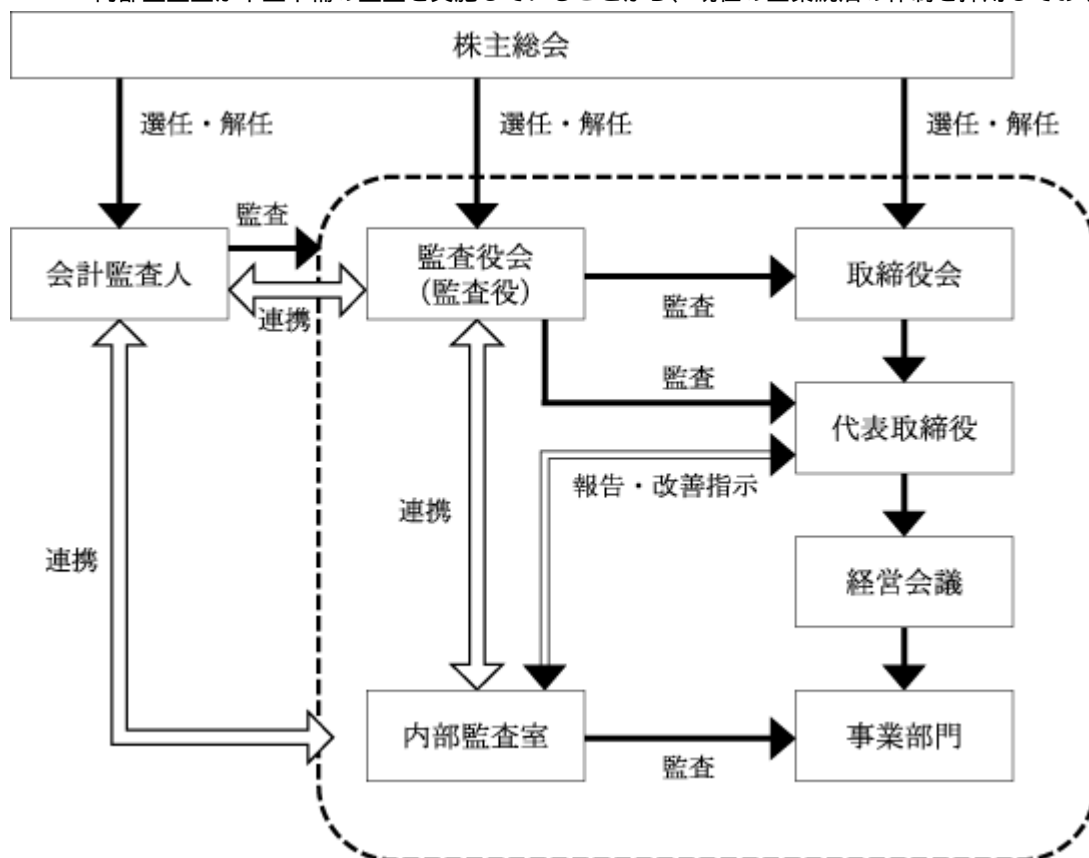 株主総会
選任・解任
選任・解任
選任・解任
監査
会計監査人
監査役会
(監査役)
取締役会
連携
監査
監査
代表取締役
報告・改善指示
連携
連携
経営会議
内部監査室
事業部門
監査